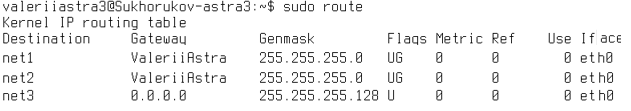 valeriiastra3@Sukhorukov-astra3:~$ sudo route
Kernel IP routing table
Destination     Gateway         Genmask         Flags Metric Ref    Use Iface
net1            ValeriiAstra    255.255.255.0   UG    0      0        0 eth0
net2            ValeriiAstra    255.255.255.0   UG    0      0        0 eth0
net3            0.0.0.0         255.255.255.128 U     0      0        0 eth0